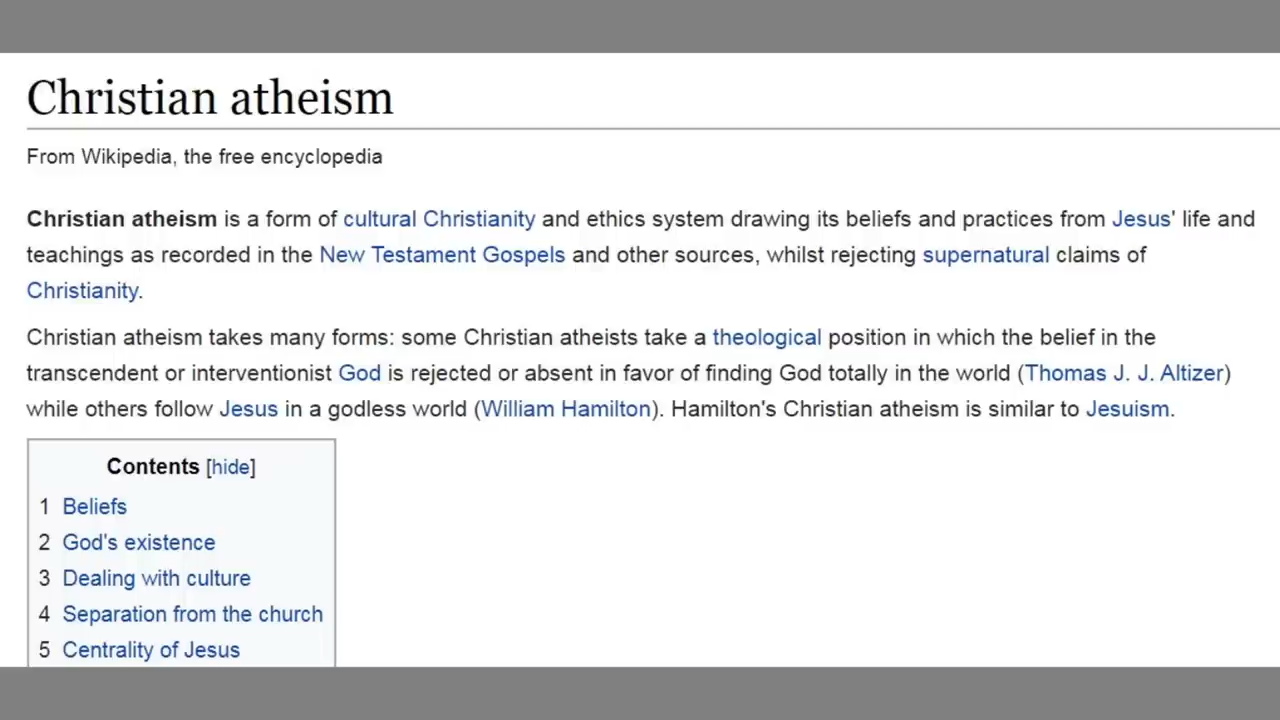 Christian atheism
From Wikipedia, the free encyclopedia
Christian atheism is a form of cultural Christianity and ethics system drawing its beliefs and practices from Jesus' life and
teachings as recorded in the New Testament Gospels and other sources, whilst rejecting supernatural claims of
Christianity.
Christian atheism takes many forms: some Christian atheists take a theological position in which the belief in the
transcendent or interventionist God is rejected or absent in favor of finding God totally in the world (Thomas J. J. Altizer)
while others follow Jesus in a godless world (William Hamilton). Hamilton's Christian atheism is similar to Jesuism.
Contents [hide]
1 Beliefs
2 God's existence
3 Dealing with culture
4 Separation from the church
5 Centrality of Jesus